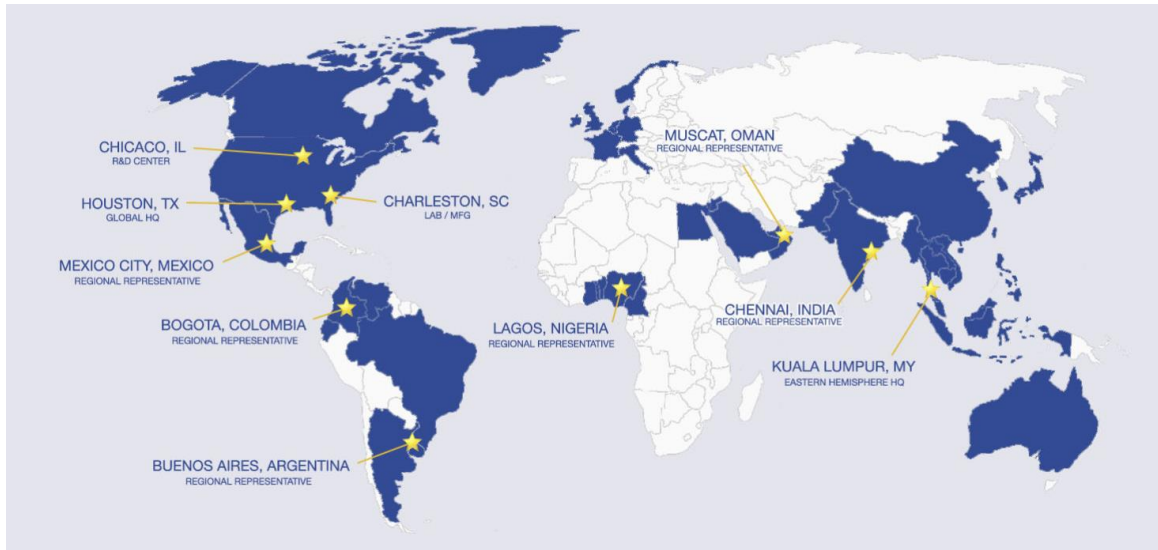 CHICACO, IL
R&D CENTER
HOUSTON, TX
GLOBAL HQ
CHARLESTON, SC
LAB / MFG
MEXICO CITY, MEXICO
REGIONAL REPRESENTATIVE
BOGOTA, COLOMBIA
REGIONAL REPRESENTATIVE
BUENOS AIRES, ARGENTINA
REGIONAL REPRESENTATIVE
LAGOS, NIGERIA
REGIONAL REPRESENTATIVE
MUSCAT, OMAN
REGIONAL REPRESENTATIVE
CHENNAI, INDIA
REGIONAL REPRESENTATIVE
KUALA LUMPUR, MY
EASTERN HEMISPHERE HQ